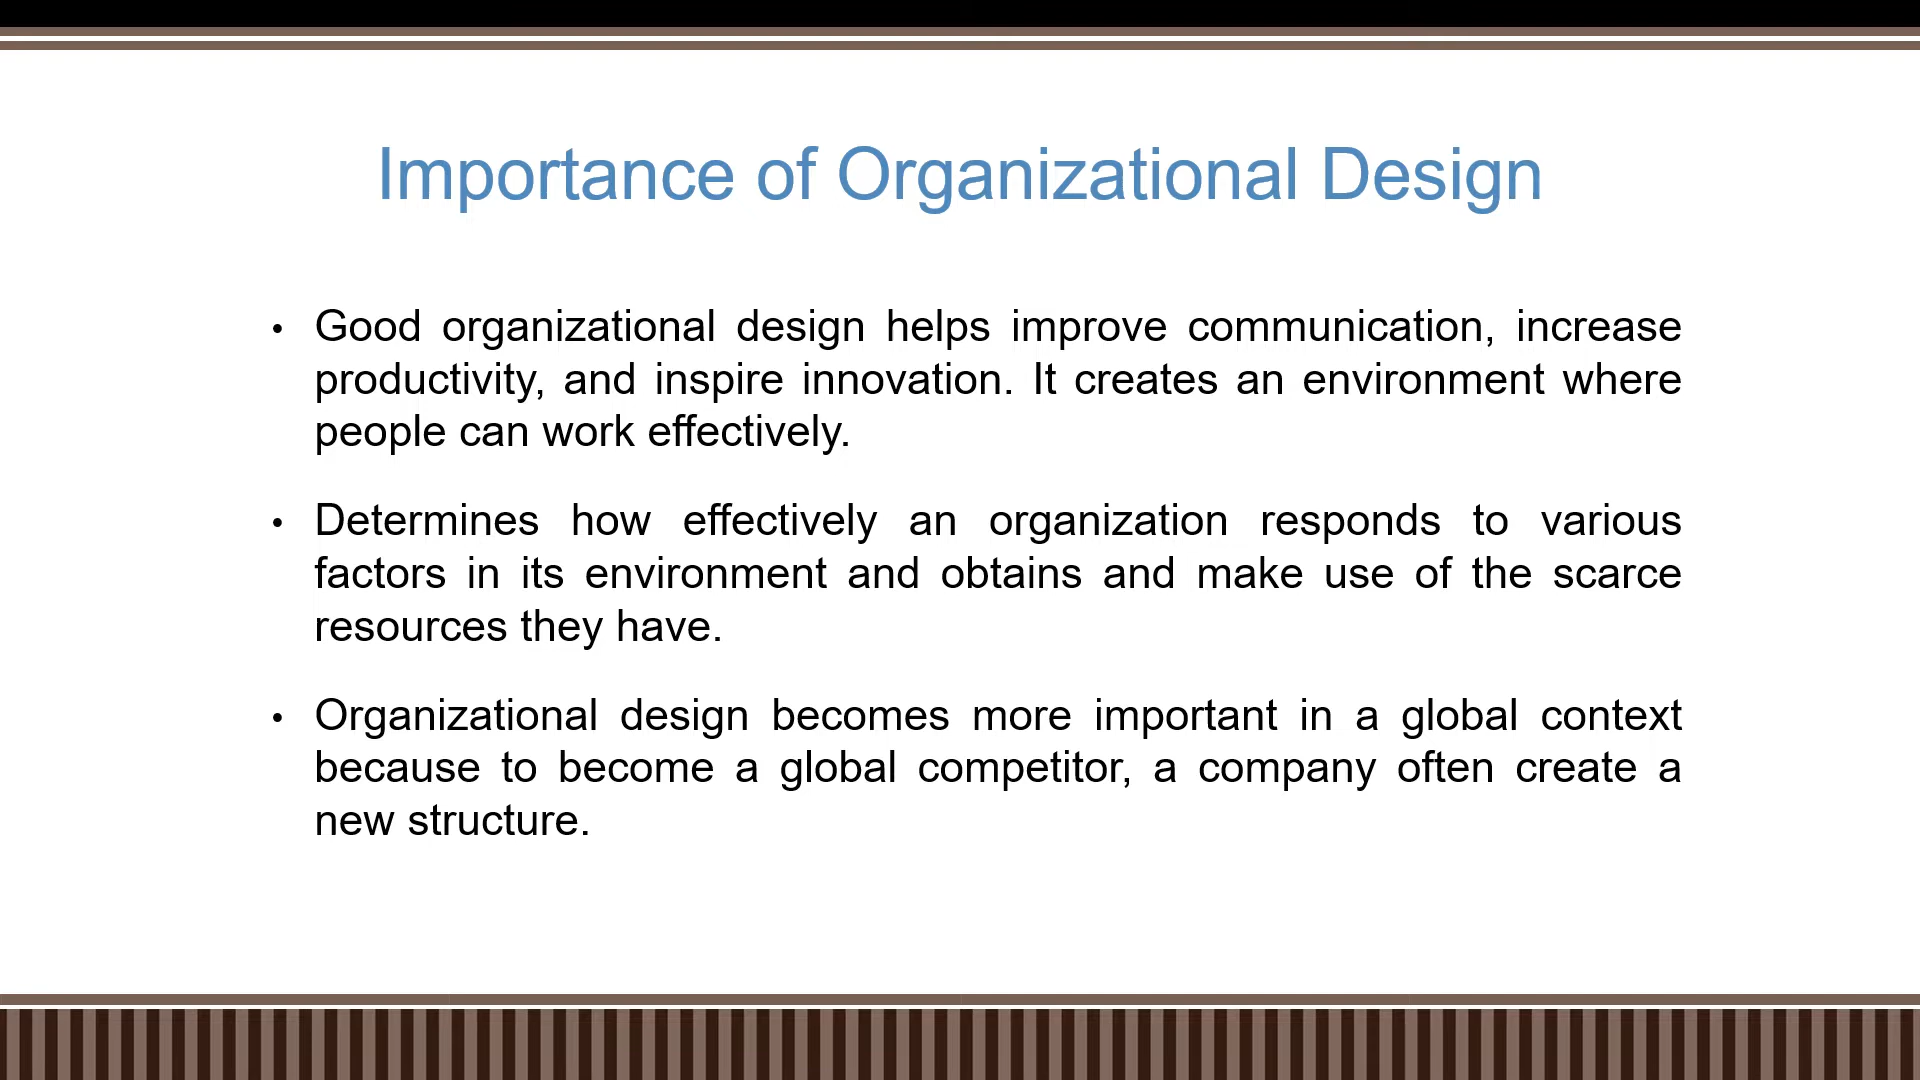 Importance of Organizational Design
• Good organizational design helps improve communication, increase
productivity, and inspire innovation. It creates an environment where
people can work effectively.
• Determines how effectively an organization responds to various
factors in its environment and obtains and make use of the scarce
resources they have.
• Organizational design becomes more important in a global context
because to become a global competitor, a company often create a
new structure.